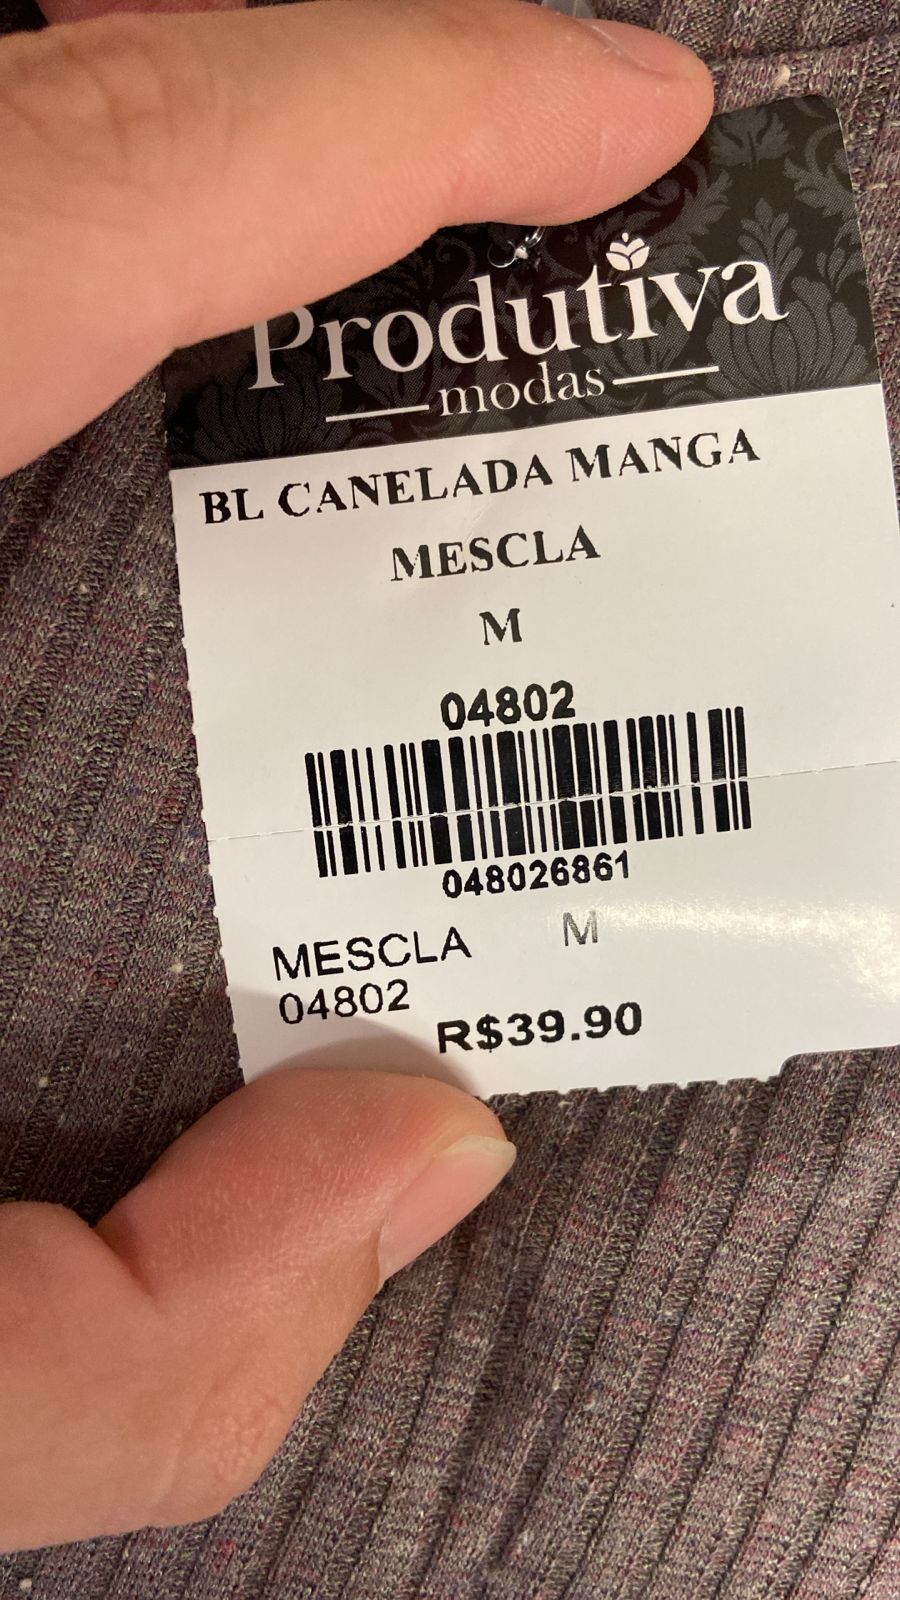 Produtiva
modas
BL CANELADA MANGA
MESCLA
M
04802
048026861
MESCLA M
04802
R$39.90